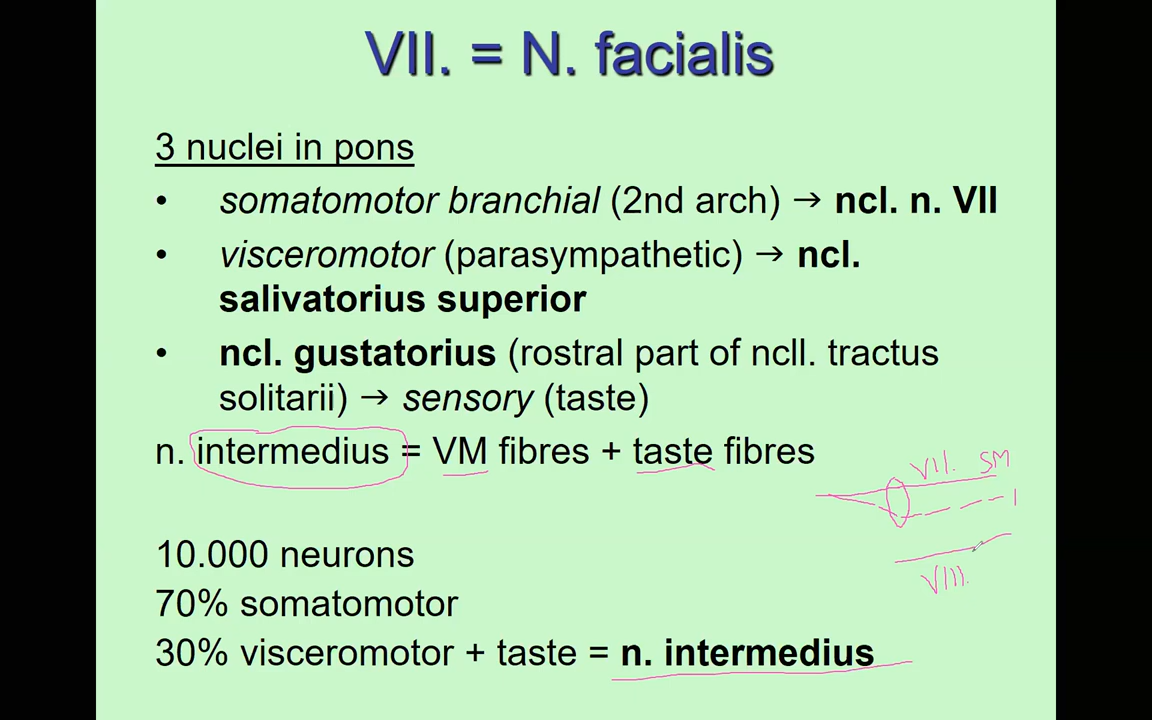 VII. = N. facialis
3 nuclei in pons
• somatomotor branchial (2nd arch) → ncl. n. VII
• visceromotor (parasympathetic) → ncl.
salivatorius superior
• ncl. gustatorius (rostral part of ncll. tractus
solitarii) → sensory (taste)
n. intermedius = VM fibres + taste fibres
VII. SM
I
VIII.
10.000 neurons
70% somatomotor
30% visceromotor + taste = n. intermedius